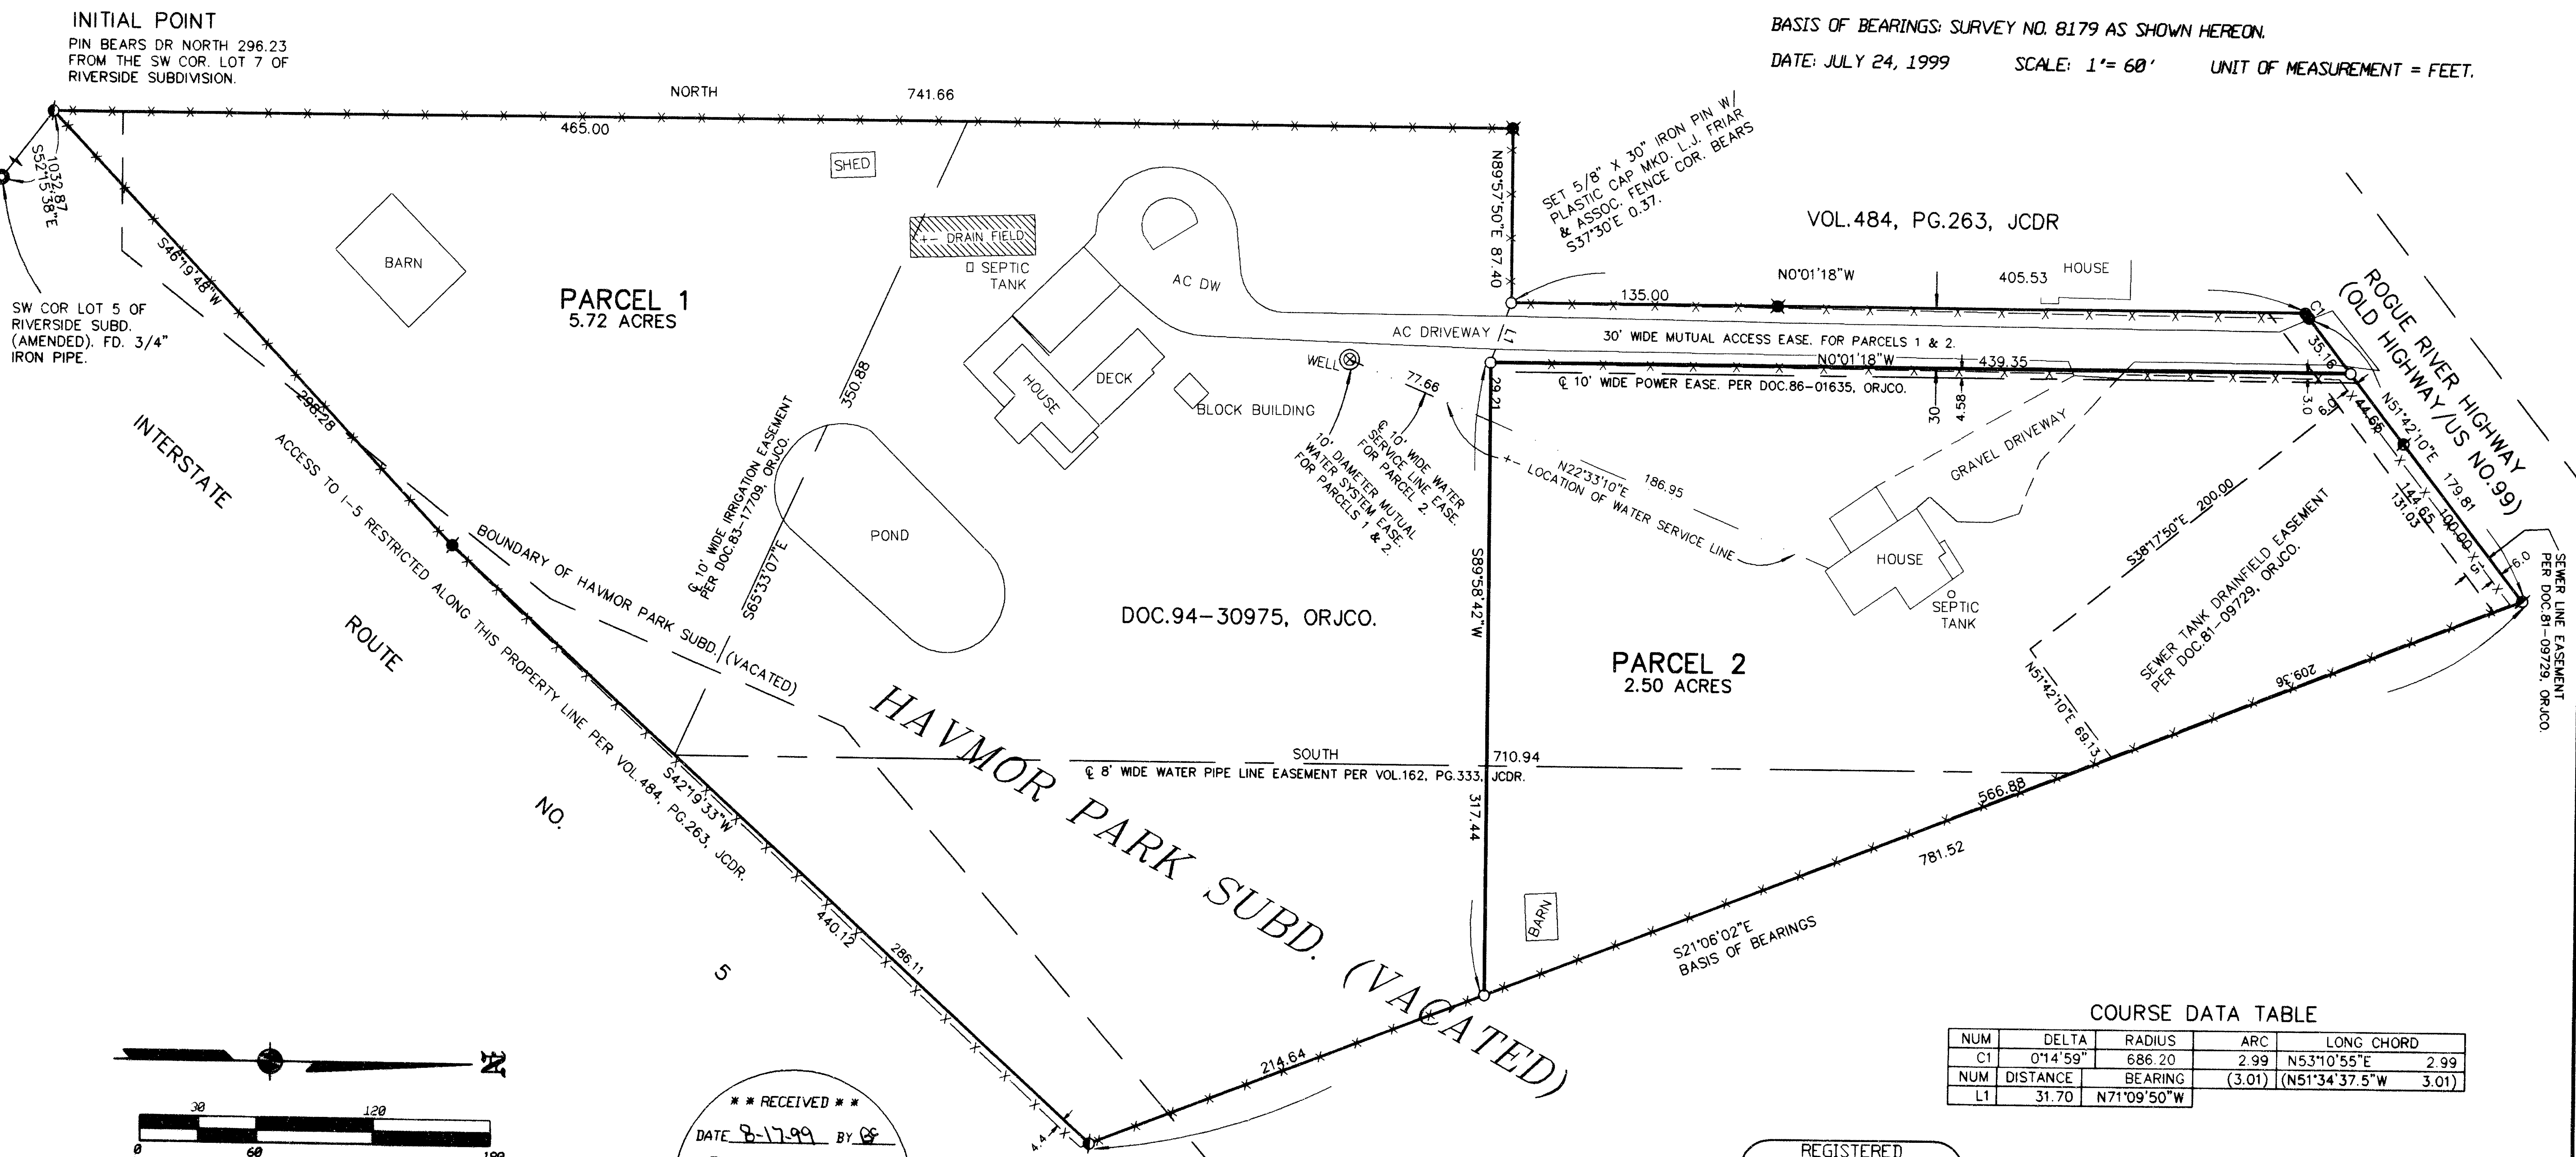 INITIAL POINT
PIN BEARS DR NORTH 296.23
FROM THE SW COR. LOT 7 OF
RIVERSIDE SUBDIVISION.
BASIS OF BEARINGS: SURVEY NO. 8179 AS SHOWN HEREON.
DATE: JULY 24, 1999 SCALE: 1"= 60' UNIT OF MEASUREMENT = FEET.
NORTH 741.66
465.00
1032.87
S52°15'38"E
SW COR LOT 5 OF
RIVERSIDE SUBD.
(AMENDED). FD. 3/4"
IRON PIPE.
S46°19'48"W
298.28
BARN
SHED
PARCEL 1
5.72 ACRES
+- DRAIN FIELD
SEPTIC
TANK
HOUSE
DECK
AC DW
BLOCK BUILDING
POND
350.88
℄ 10' WIDE IRRIGATION EASEMENT
PER DOC.83-17709, ORJCO.
S65°33'07"E
N89°57'50"E 87.40
SET 5/8" X 30" IRON PIN W/
PLASTIC CAP MKD. L.J. FRIAR
& ASSOC. FENCE COR. BEARS
S37°30'E 0.37.
VOL.484, PG.263, JCDR
N0°01'18"W 405.53
135.00
HOUSE
AC DRIVEWAY
L1
30' WIDE MUTUAL ACCESS EASE. FOR PARCELS 1 & 2.
N0°01'18"W 439.35
℄ 10' WIDE POWER EASE. PER DOC.86-01635, ORJCO.
30
4.58
C1
35.16
3.0
ROGUE RIVER HIGHWAY
(OLD HIGHWAY/US NO.99)
N51°42'10"E 179.81
44.65
144.65
131.03
100.00
15
6.0
SEWER LINE EASEMENT
PER DOC.81-09729, ORJCO.
WELL
77.66
29.21
℄ 10' WIDE WATER
SERVICE LINE EASE.
FOR PARCEL 2.
10' DIAMETER MUTUAL
WATER SYSTEM EASE.
FOR PARCELS 1 & 2.
N22°33'10"E 186.95
+- LOCATION OF WATER SERVICE LINE
GRAVEL DRIVEWAY
HOUSE
SEPTIC
TANK
S38°17'50"E 200.00
SEWER TANK DRAINFIELD EASEMENT
PER DOC.81-09729, ORJCO.
N51°42'10"E 69.13
209.36
INTERSTATE
ROUTE
NO.
5
ACCESS TO I-5 RESTRICTED ALONG THIS PROPERTY LINE PER VOL.484, PG.263, JCDR.
BOUNDARY OF HAVMOR PARK SUBD. (VACATED)
DOC.94-30975, ORJCO.
S89°58'42"W
317.44
PARCEL 2
2.50 ACRES
SOUTH 710.94
℄ 8' WIDE WATER PIPE LINE EASEMENT PER VOL.162, PG.333, JCDR.
HAVMOR PARK SUBD. (VACATED)
S42°19'33"W
440.12
286.11
4.4
214.64
566.88
781.52
S21°06'02"E
BASIS OF BEARINGS
BARN
COURSE DATA TABLE
NUM DELTA RADIUS ARC LONG CHORD
C1 0°14'59" 686.20 2.99 N53°10'55"E 2.99
NUM DISTANCE BEARING (3.01) (N51°34'37.5"W 3.01)
L1 31.70 N71°09'50"W
N
30 120
0 60 180
* * RECEIVED * *
DATE 8-17-99 BY
REGISTERED